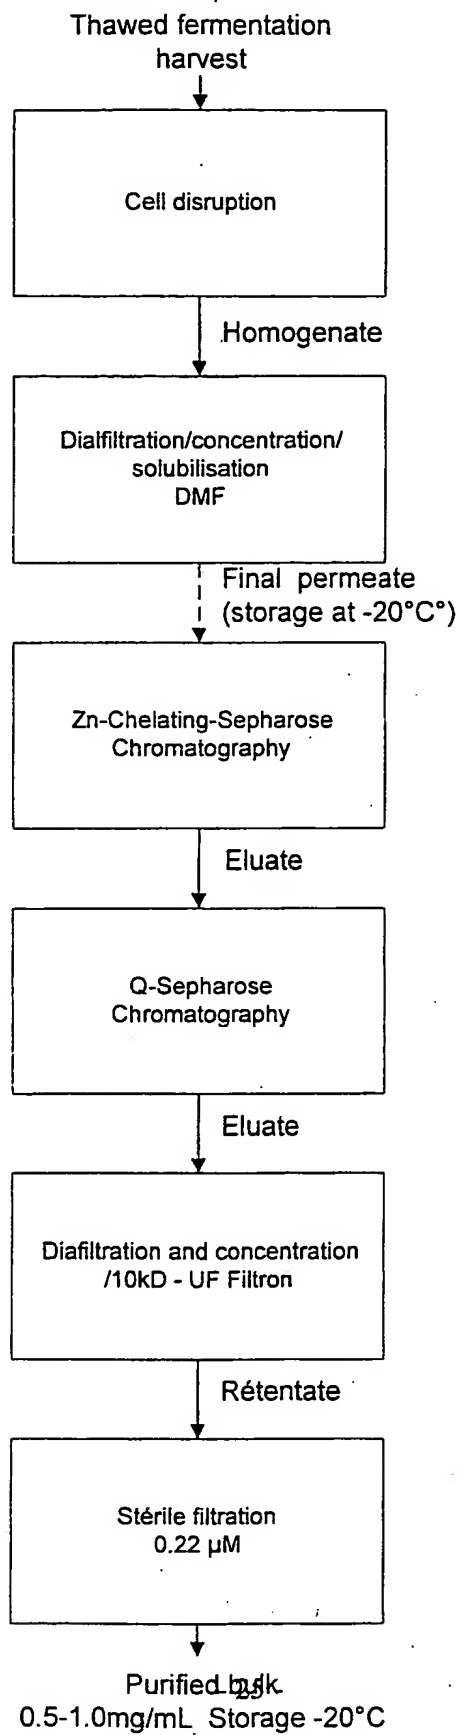 Thawed fermentation
harvest
Cell disruption
Homogenate
Dialfiltration/concentration/
solubilisation
DMF
Final permeate
(storage at -20°C°)
Zn-Chelating-Sepharose
Chromatography
Eluate
Q-Sepharose
Chromatography
Eluate
Diafiltration and concentration
/10kD - UF Filtron
Rétentate
Stérile filtration
0.22 µM
Purified bulk
0.5-1.0mg/mL Storage -20°C